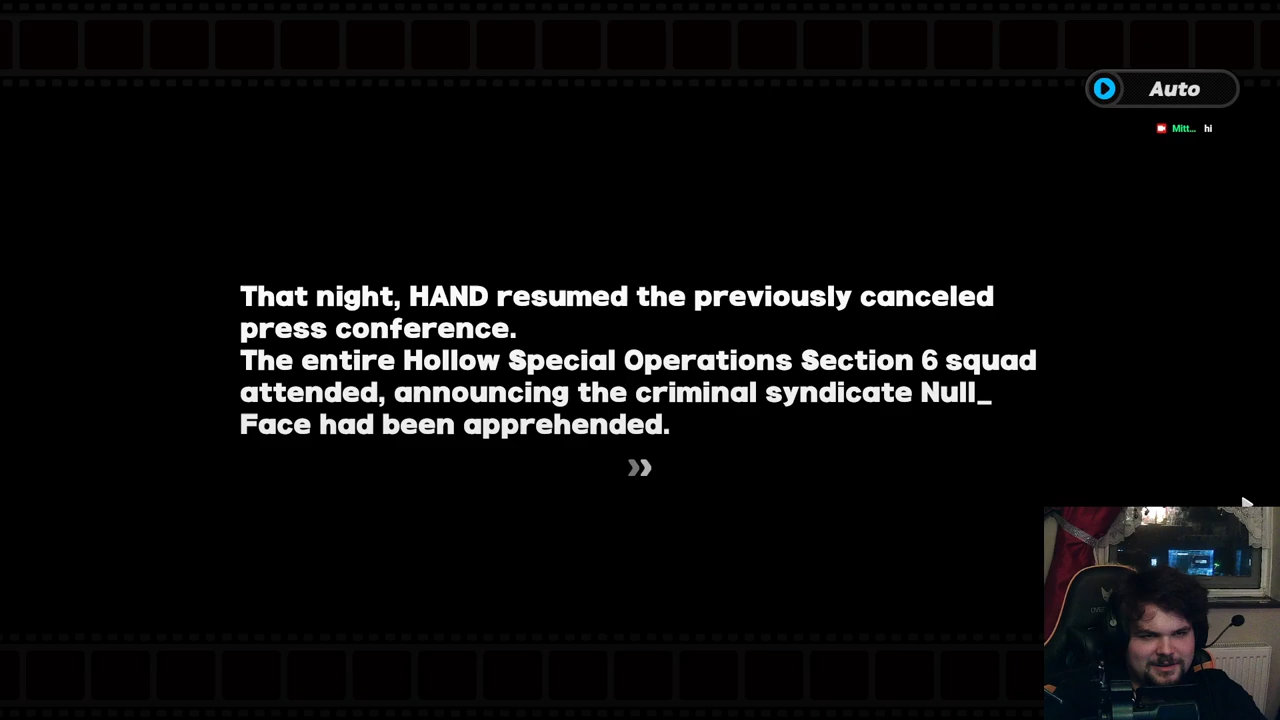 Auto
Mitt... hi
That night, HAND resumed the previously canceled
press conference.
The entire Hollow Special Operations Section 6 squad
attended, announcing the criminal syndicate Null_
Face had been apprehended.